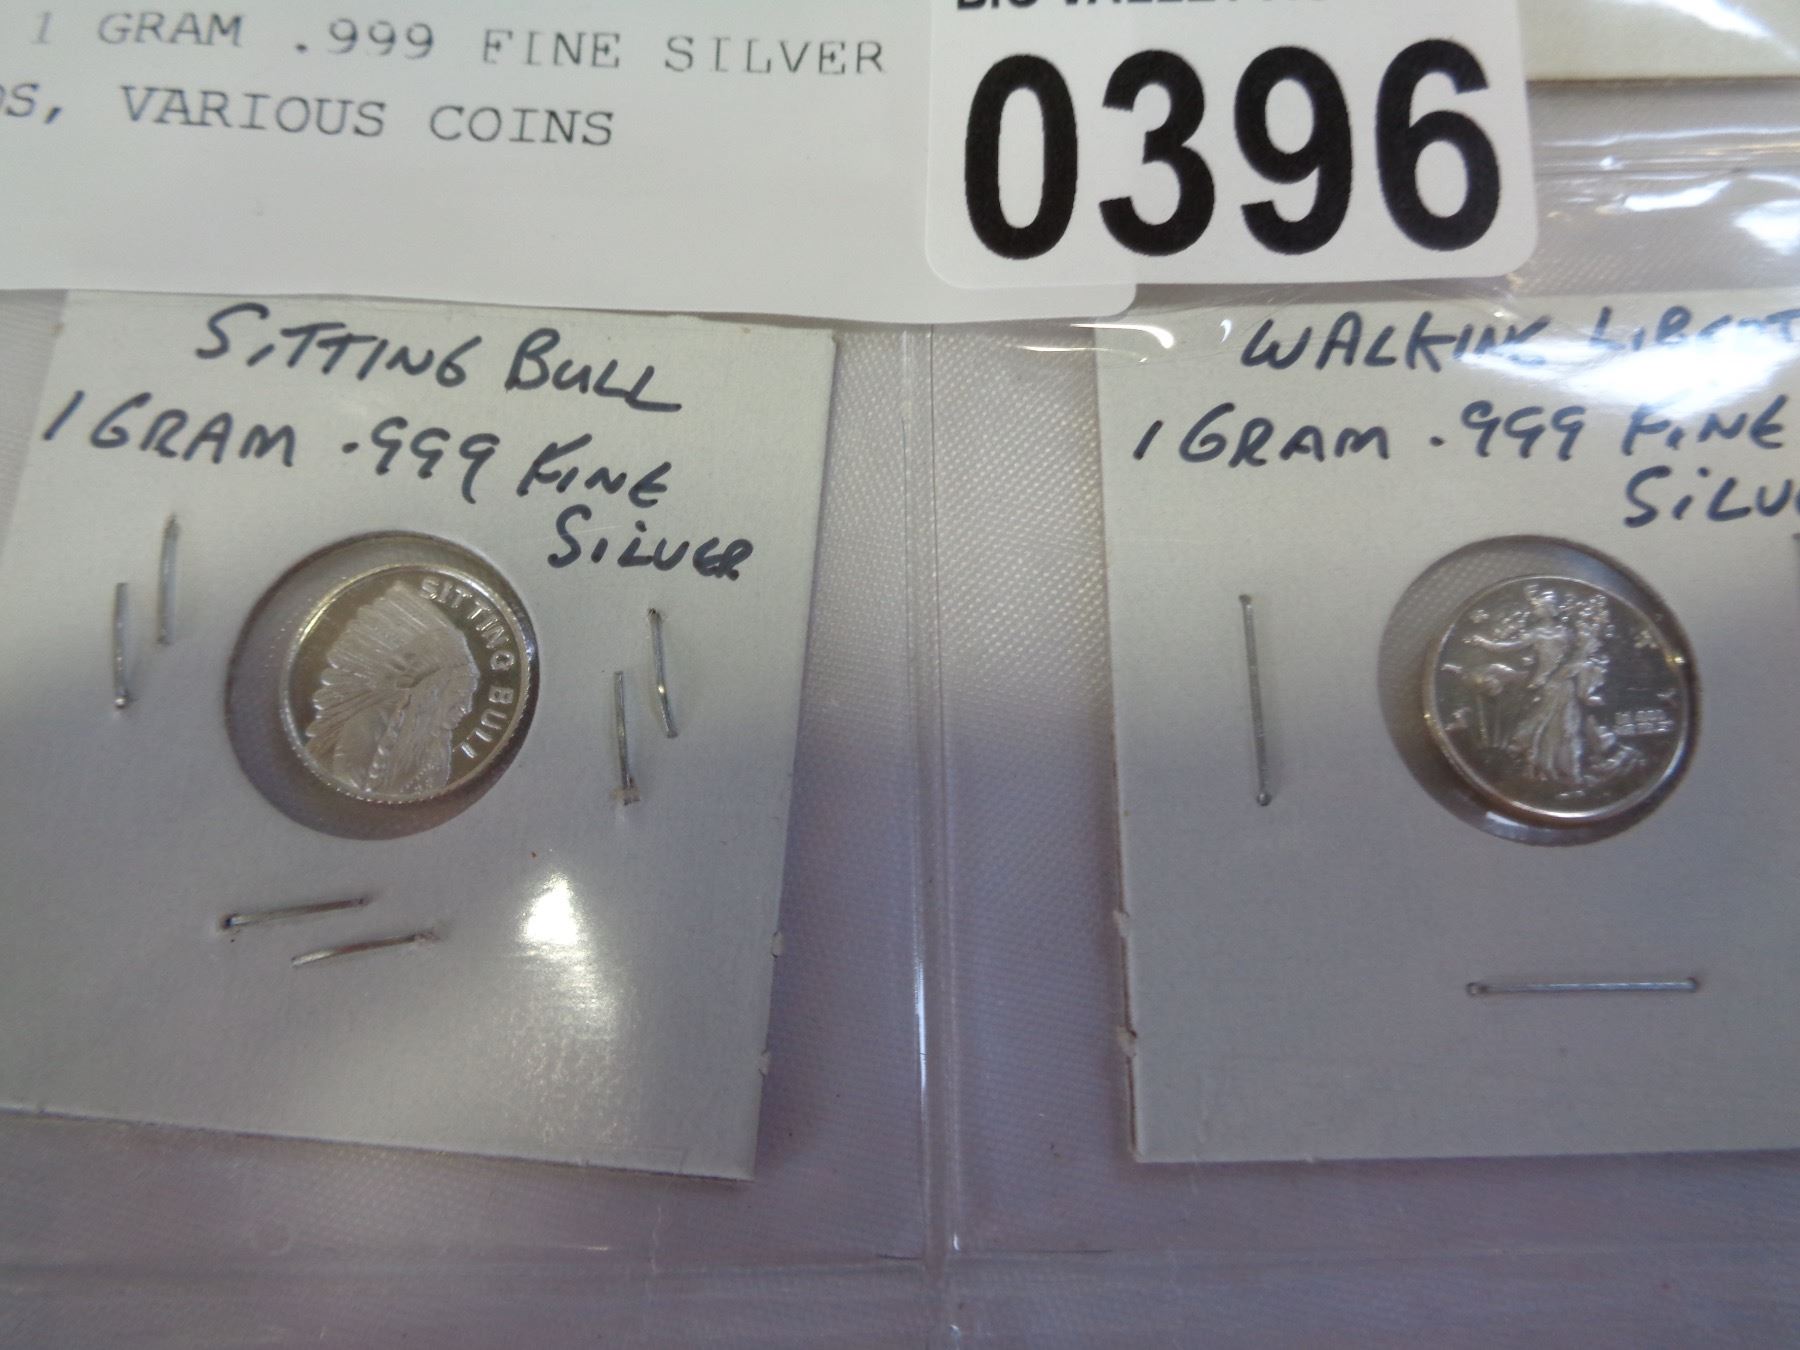 1 GRAM .999 FINE SILVER
VARIOUS COINS
0396
SiTTING BULL
1 GRAM .999 FINE
SiLVER
WALKING
1 GRAM .999 FINE
SITTING BULL